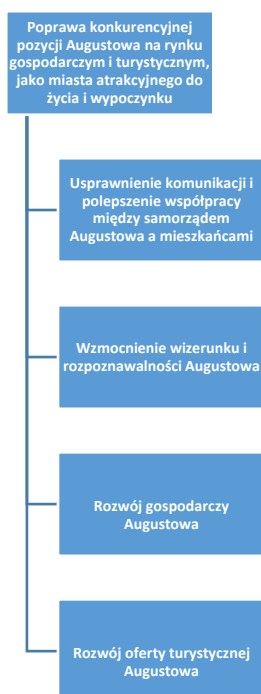 Poprawa konkurencyjnej
pozycji Augustowa na rynku
gospodarczym i turystycznym,
jako miasta atrakcyjnego do
życia i wypoczynku
Usprawnienie komunikacji i
polepszenie współpracy
między samorządem
Augustowa a mieszkańcami
Wzmocnienie wizerunku i
rozpoznawalności Augustowa
Rozwój gospodarczy
Augustowa
Rozwój oferty turystycznej
Augustowa